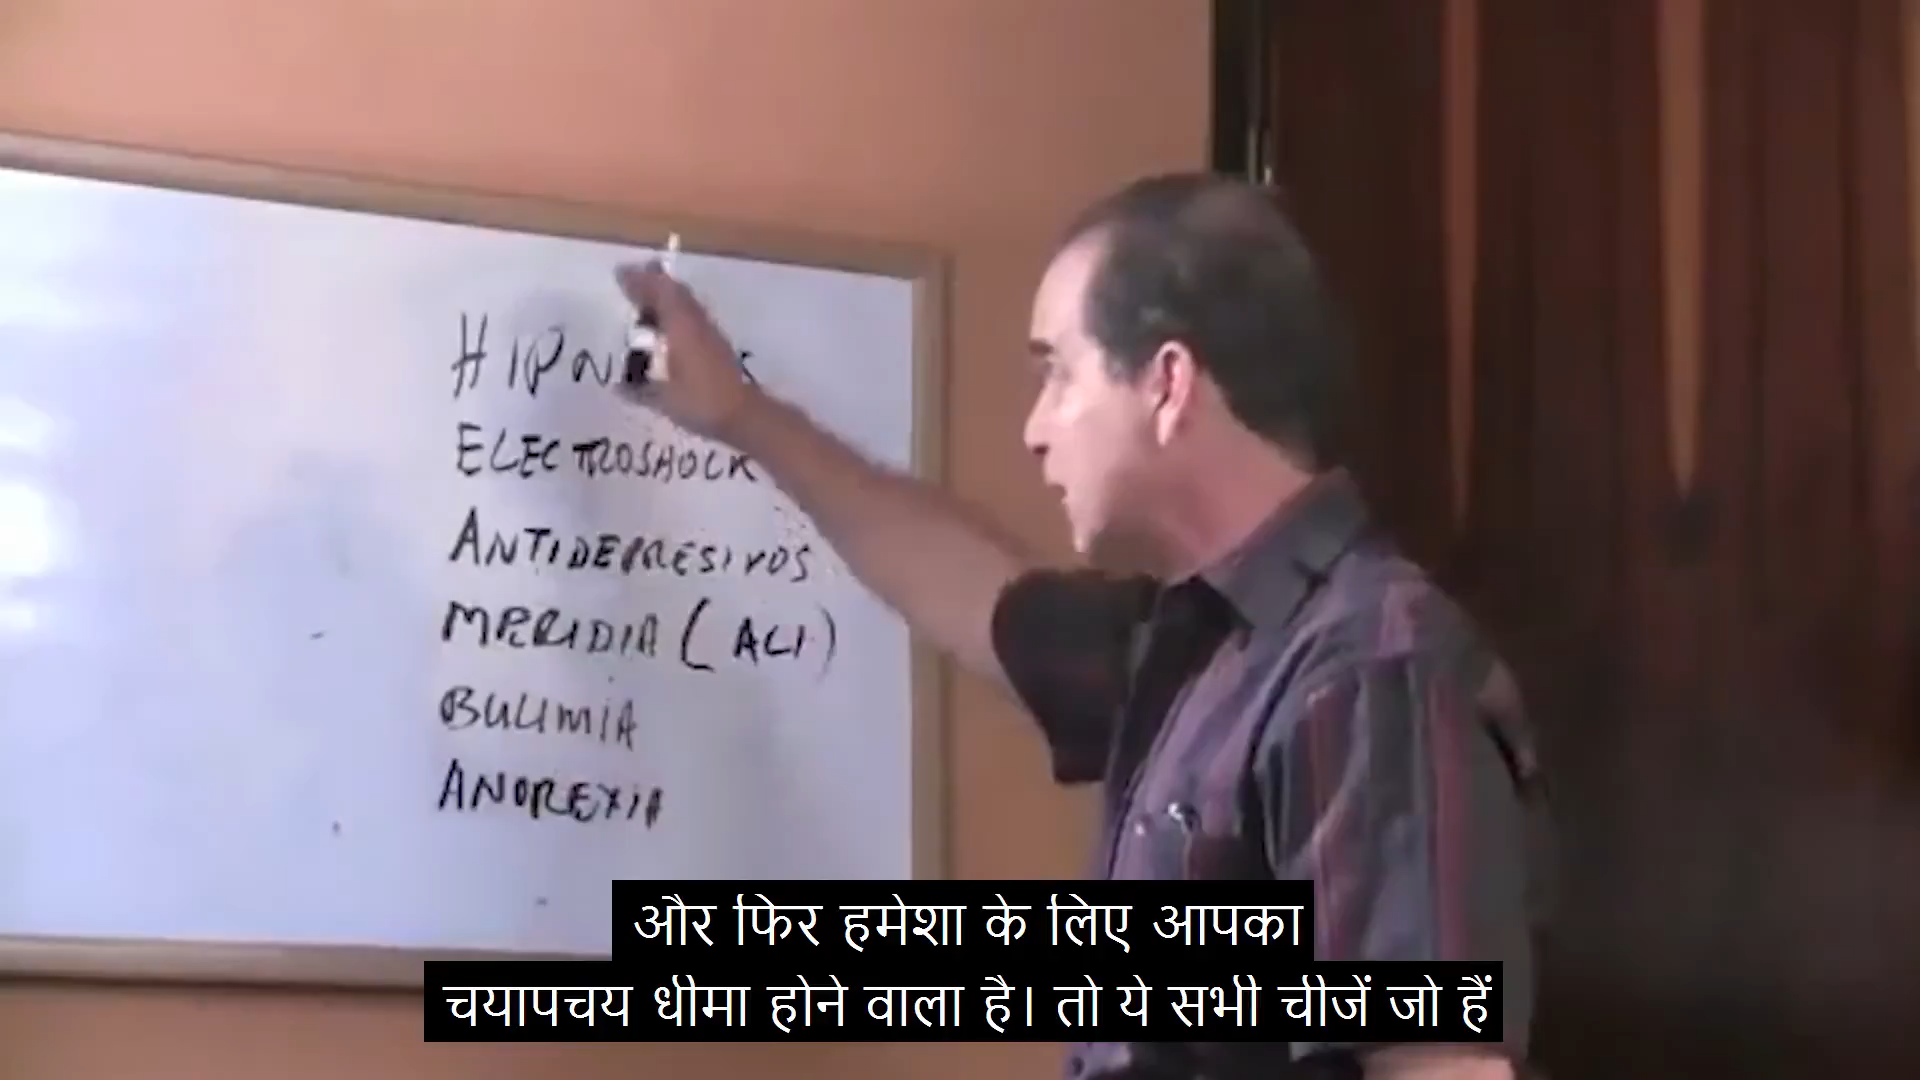 ELECTROSHOCK
ANTIDEPRESIVOS
MERIDIA (ALI)
BULIMIA
ANOREXIA
और फिर हमेशा के लिए आपका
चयापचय धीमा होने वाला है। तो ये सभी चीजें जो हैं